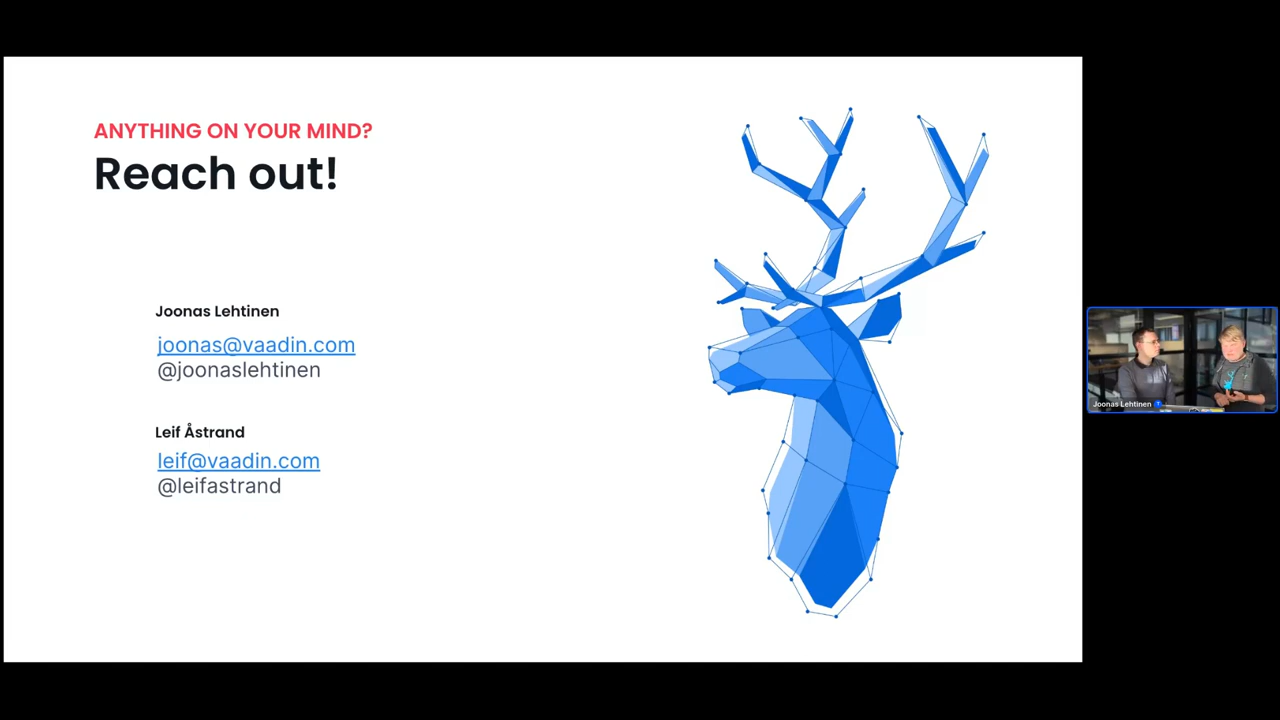 ANYTHING ON YOUR MIND?
Reach out!
Joonas Lehtinen
joonas@vaadin.com
@joonaslehtinen
Leif Åstrand
leif@vaadin.com
@leifastrand
Joonas Lehtinen